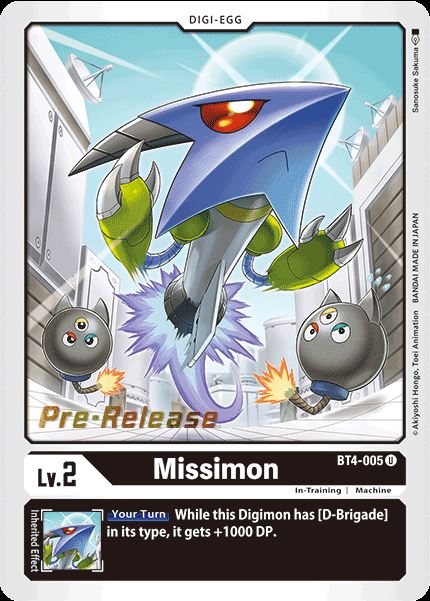 DIGI-EGG
Sanosuke Sakuma
© Akiyoshi Hongo, Toei Animation BANDAI MADE IN JAPAN
Pre-Release
BT4-005 U
Lv.2
Missimon
In-Training | Machine
Inherited Effect
Your Turn While this Digimon has [D-Brigade]
in its type, it gets +1000 DP.